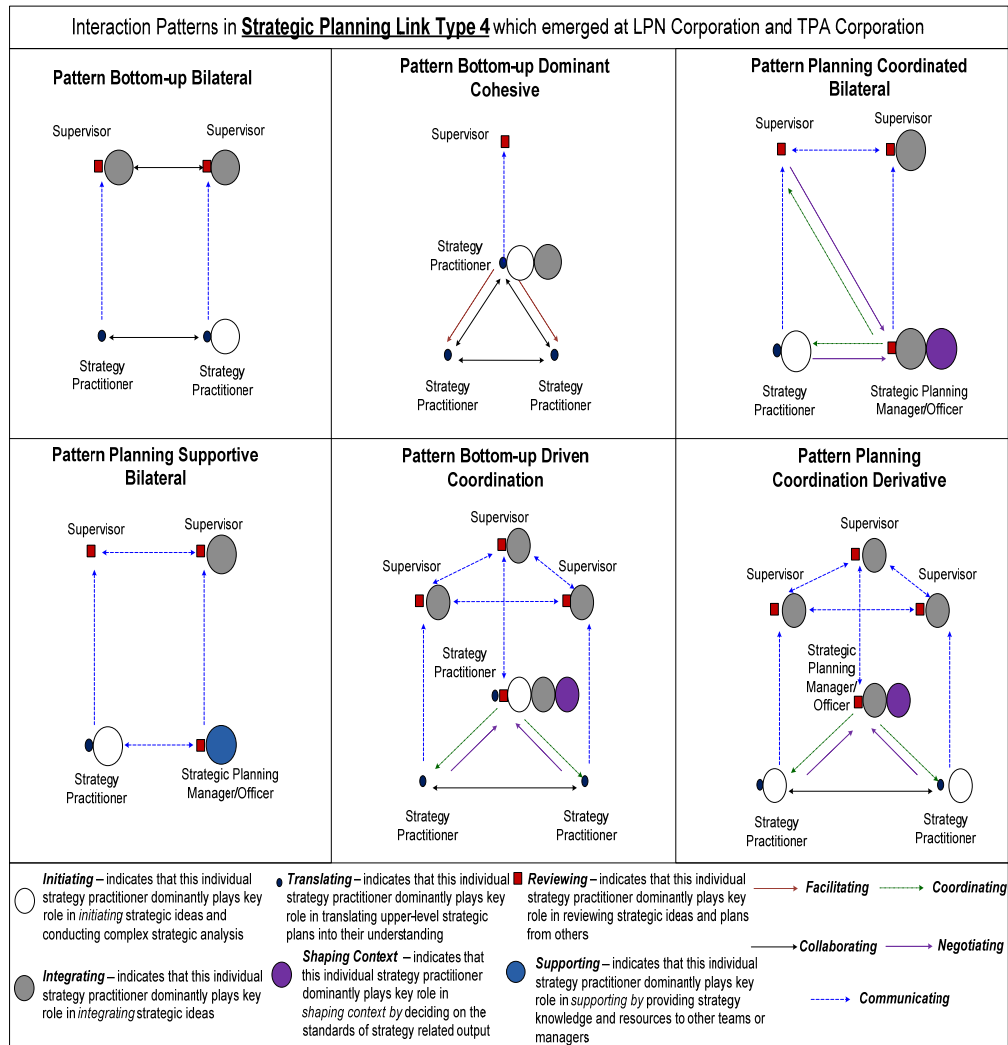 Interaction Patterns in Strategic Planning Link Type 4 which emerged at LPN Corporation and TPA Corporation
Pattern Bottom-up Bilateral
Supervisor
Supervisor
Strategy
Practitioner
Strategy
Practitioner
Pattern Bottom-up Dominant
Cohesive
Supervisor
Strategy
Practitioner
Strategy
Practitioner
Strategy
Practitioner
Pattern Planning Coordinated
Bilateral
Supervisor
Supervisor
Strategy
Practitioner
Strategic Planning
Manager/Officer
Pattern Planning Supportive
Bilateral
Supervisor
Supervisor
Strategy
Practitioner
Strategic Planning
Manager/Officer
Pattern Bottom-up Driven
Coordination
Supervisor
Supervisor
Strategy
Practitioner
Strategy
Practitioner
Strategy
Practitioner
Pattern Planning
Coordination Derivative
Supervisor
Supervisor
Supervisor
Strategic
Planning
Manager/
Officer
Strategy
Practitioner
Strategy
Practitioner
Initiating – indicates that this individual
strategy practitioner dominantly plays key
role in initiating strategic ideas and
conducting complex strategic analysis
Integrating – indicates that this individual
strategy practitioner dominantly plays key
role in integrating strategic ideas
Translating – indicates that this individual
strategy practitioner dominantly plays key
role in translating upper-level strategic
plans into their understanding
Shaping Context – indicates that
this individual strategy practitioner
dominantly plays key role in
shaping context by deciding on the
standards of strategy related output
Reviewing – indicates that this individual
strategy practitioner dominantly plays key
role in reviewing strategic ideas and plans
from others
Supporting – indicates that this individual
strategy practitioner dominantly plays key
role in supporting by providing strategy
knowledge and resources to other teams or
managers
Facilitating
Coordinating
Collaborating
Negotiating
Communicating